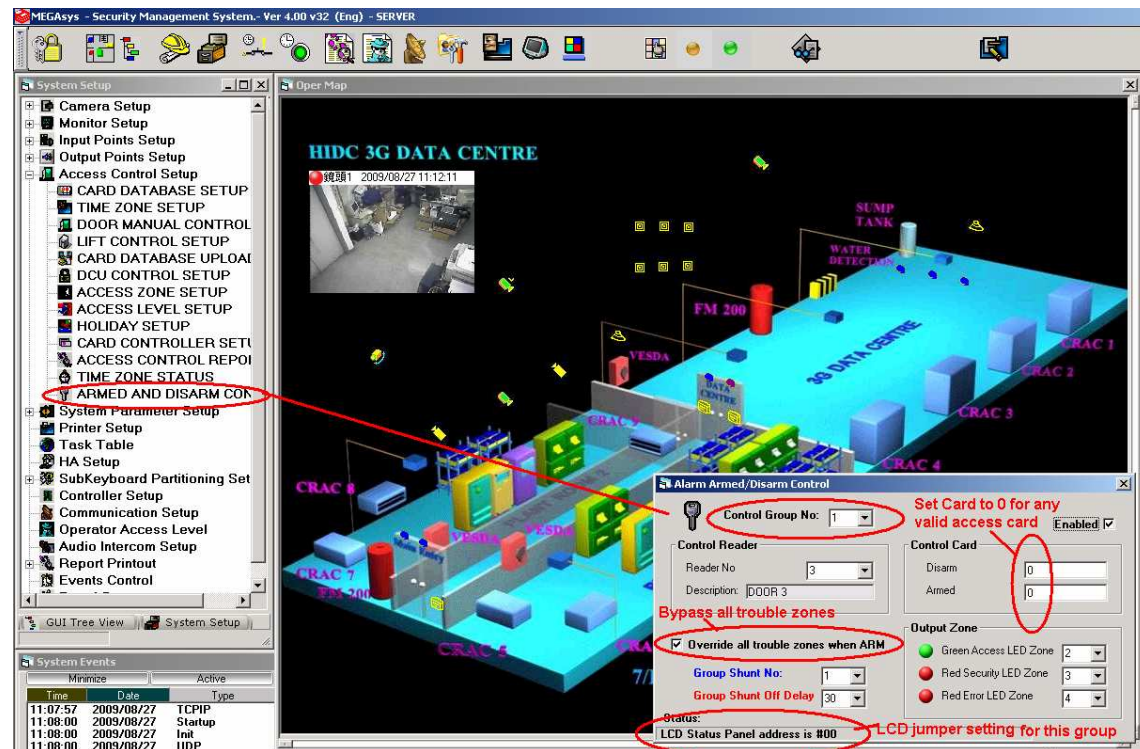 MEGAsys - Security Management System.- Ver 4.00 v32 (Eng) - SERVER
System Setup
Camera Setup
Monitor Setup
Input Points Setup
Output Points Setup
Access Control Setup
CARD DATABASE SETUP
TIME ZONE SETUP
DOOR MANUAL CONTROL
LIFT CONTROL SETUP
CARD DATABASE UPLOA
DCU CONTROL SETUP
ACCESS ZONE SETUP
ACCESS LEVEL SETUP
HOLIDAY SETUP
CARD CONTROLLER SETU
ACCESS CONTROL REPO
TIME ZONE STATUS
ARMED AND DISARM CON
System Parameter Setup
Printer Setup
Task Table
HA Setup
SubKeyboard Partitioning Set
Controller Setup
Communication Setup
Operator Access Level
Audio Intercom Setup
Report Printout
Events Control
GUI Tree View
System Setup
System Events
Minimize
Active
Time Date Type
11:07:57 2009/08/27 TCPIP
11:08:00 2009/08/27 Startup
11:08:00 2009/08/27 Init
11:08:00 2009/08/27 UDP
Oper Map
HIDC 3G DATA CENTRE
鏡頭1 2009/08/27 11:12:11
SUMP
TANK
WATER
DETECTION
FM 200
VESDA
3G DATA CENTRE
CRAC 1
CRAC 2
CRAC 3
CRAC 4
DATA
CENTRE
CRAC 9
CRAC 8
PLANT ROOM 2
VESDA
VESDA
Main Entry
CRAC 7
FM 200
CRAC 5
CRA
7/
Alarm Armed/Disarm Control
Control Group No: 1
Set Card to 0 for any
valid access card
Enabled
Control Reader
Reader No 3
Description: DOOR 3
Control Card
Disarm 0
Armed 0
Bypass all trouble zones
Override all trouble zones when ARM
Group Shunt No: 1
Group Shunt Off Delay 30
Output Zone
Green Access LED Zone 2
Red Security LED Zone 3
Red Error LED Zone 4
Status:
LCD Status Panel address is #00
LCD jumper setting for this group